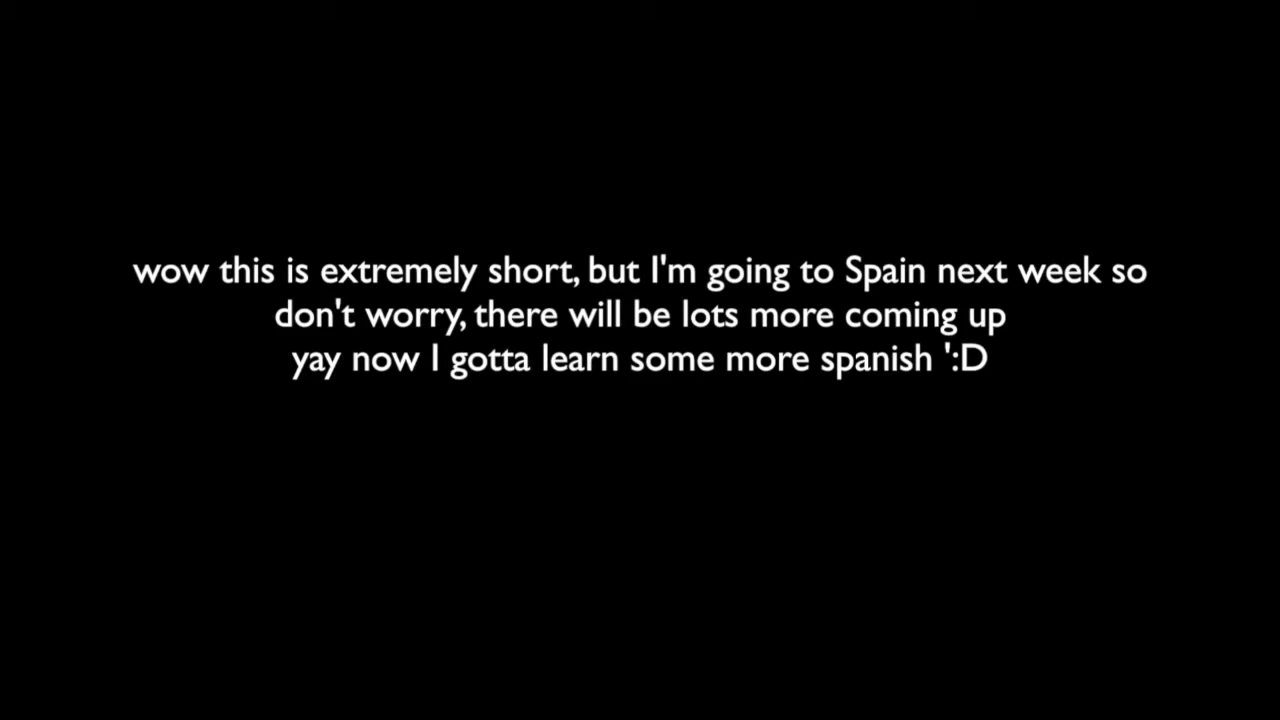 wow this is extremely short, but I'm going to Spain next week so
don't worry, there will be lots more coming up
yay now I gotta learn some more spanish ':D